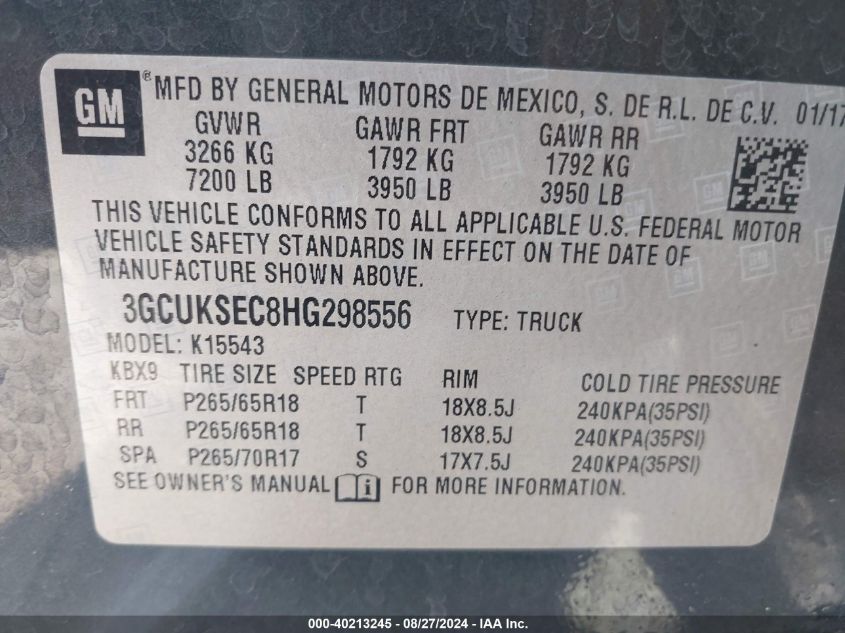 GM ® MFD BY GENERAL MOTORS DE MEXICO, S. DE R.L. DE C.V. 01/17
GVWR GAWR FRT GAWR RR
3266 KG 1792 KG 1792 KG
7200 LB 3950 LB 3950 LB
THIS VEHICLE CONFORMS TO ALL APPLICABLE U.S. FEDERAL MOTOR
VEHICLE SAFETY STANDARDS IN EFFECT ON THE DATE OF
MANUFACTURE SHOWN ABOVE.
3GCUKSEC8HG298556 TYPE: TRUCK
MODEL: K15543
KBX9 TIRE SIZE SPEED RTG RIM COLD TIRE PRESSURE
FRT P265/65R18 T 18X8.5J 240KPA(35PSI)
RR P265/65R18 T 18X8.5J 240KPA(35PSI)
SPA P265/70R17 S 17X7.5J 240KPA(35PSI)
SEE OWNER'S MANUAL i FOR MORE INFORMATION.
000-40213245 - 08/27/2024 - IAA Inc.